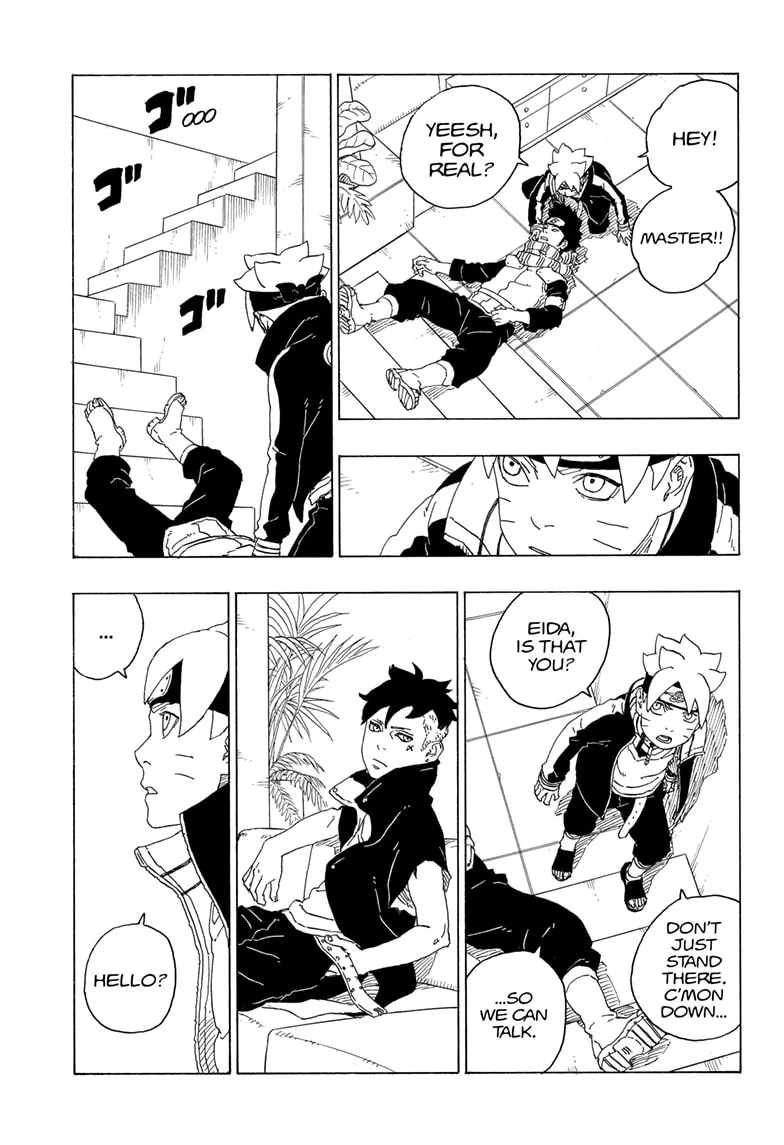 HEY!
MASTER!!
YEESH,
FOR
REAL?
ゴ
ゴ
ゴ
EIDA,
IS THAT
YOU?
DON'T
JUST
STAND
THERE.
C'MON
DOWN...
...SO
WE CAN
TALK.
...
HELLO?